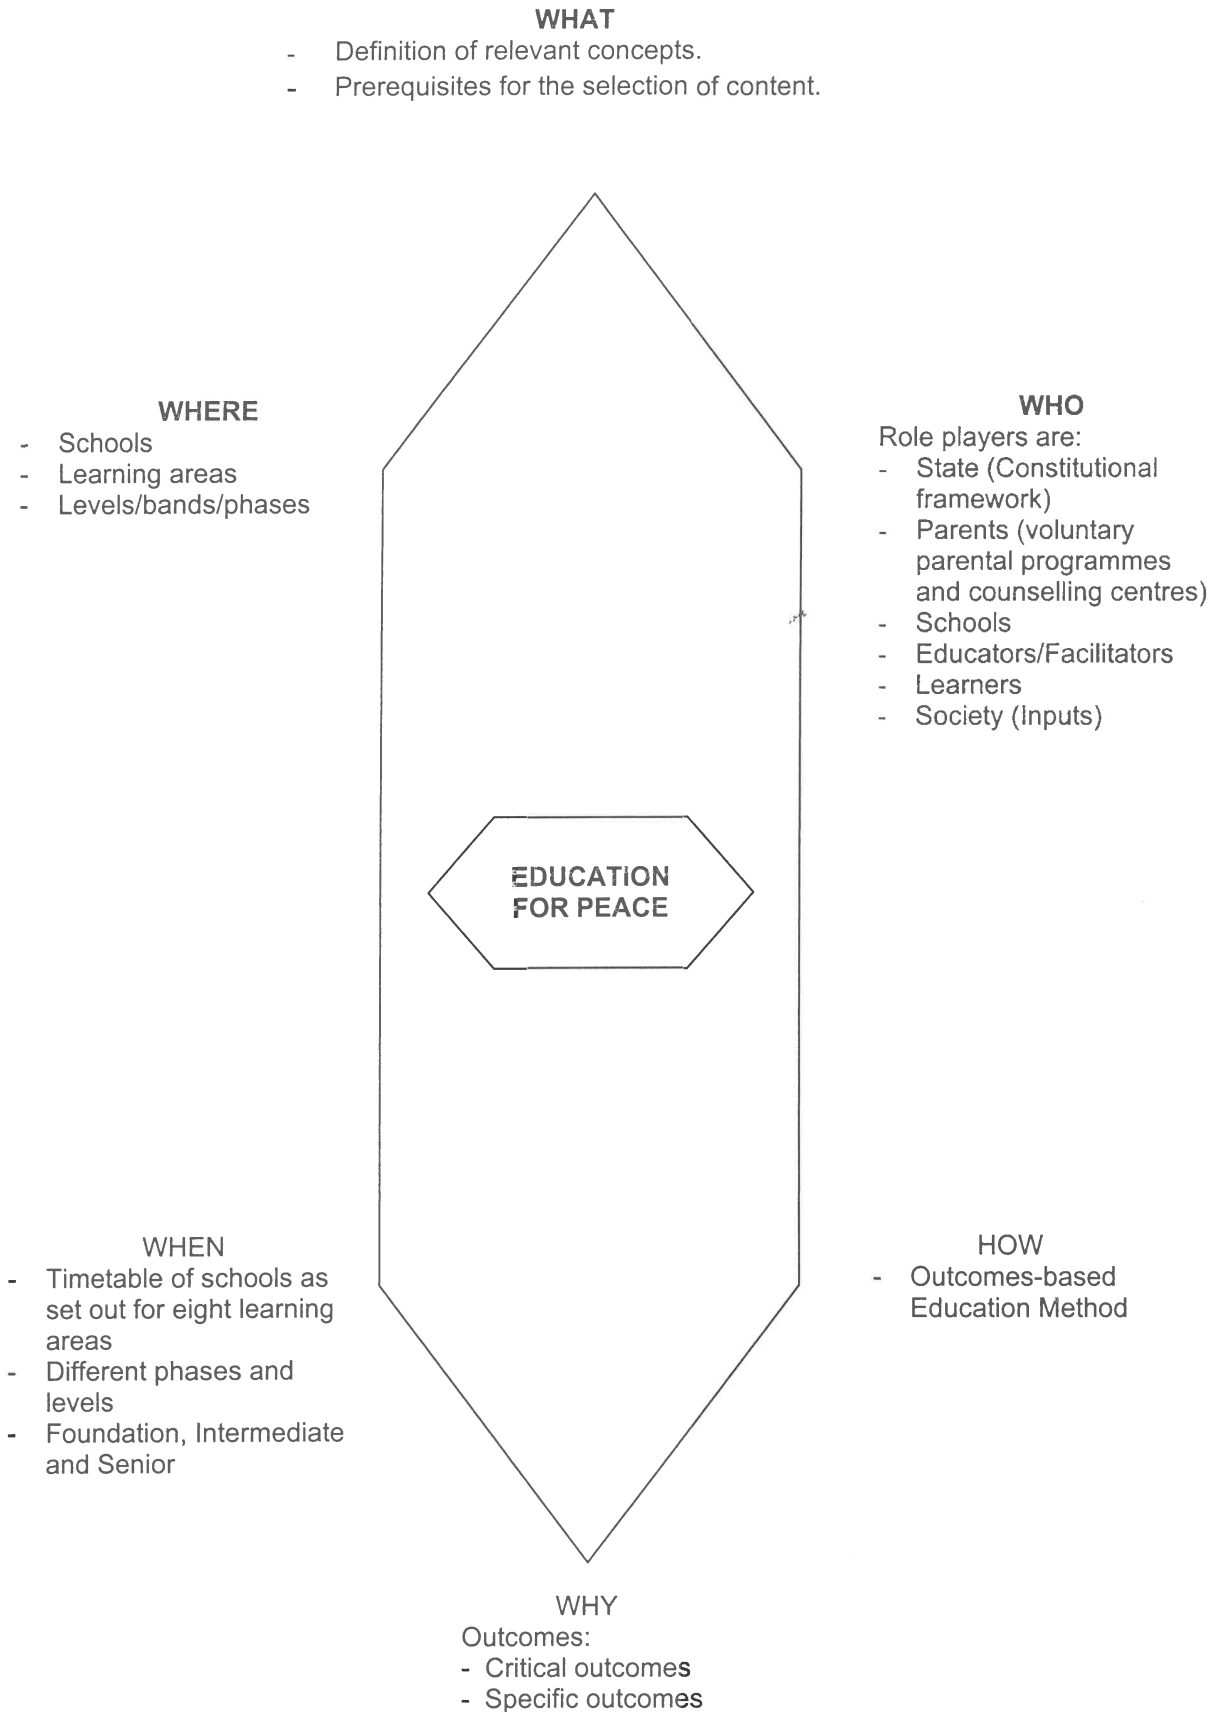 WHAT
- Definition of relevant concepts.
- Prerequisites for the selection of content.
WHERE
- Schools
- Learning areas
- Levels/bands/phases
WHO
Role players are:
- State (Constitutional
framework)
- Parents (voluntary
parental programmes
and counselling centres)
- Schools
- Educators/Facilitators
- Learners
- Society (Inputs)
EDUCATION
FOR PEACE
WHEN
- Timetable of schools as
set out for eight learning
areas
- Different phases and
levels
- Foundation, Intermediate
and Senior
HOW
- Outcomes-based
Education Method
WHY
Outcomes:
- Critical outcomes
- Specific outcomes